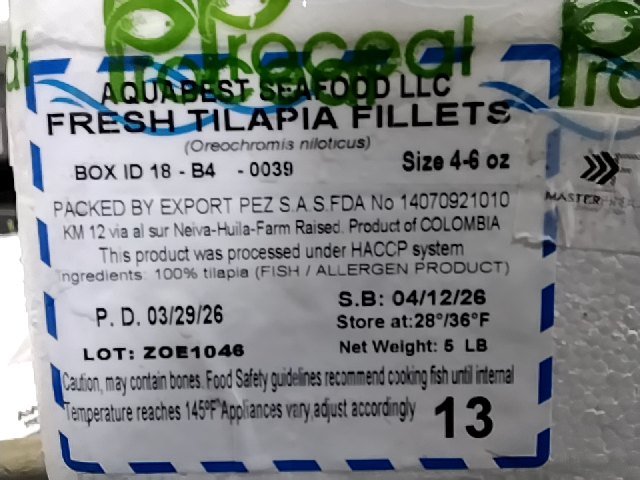 Proceal
AQUABEST SEAFOOD LLC
FRESH TILAPIA FILLETS
(Oreochromis niloticus)
BOX ID 18 - B4 - 0039 Size 4-6 oz
PACKED BY EXPORT PEZ S.A.S.FDA No 14070921010
KM 12 via al sur Neiva-Huila-Farm Raised. Product of COLOMBIA
This product was processed under HACCP system
Ingredients: 100% tilapia (FISH / ALLERGEN PRODUCT)
P. D. 03/29/26 S.B: 04/12/26
Store at:28°/36°F
LOT: ZOE1046 Net Weight: 5 LB
Caution, may contain bones. Food Safety guidelines recommend cooking fish until internal
Temperature reaches 145°F Appliances vary,adjust accordingly
13